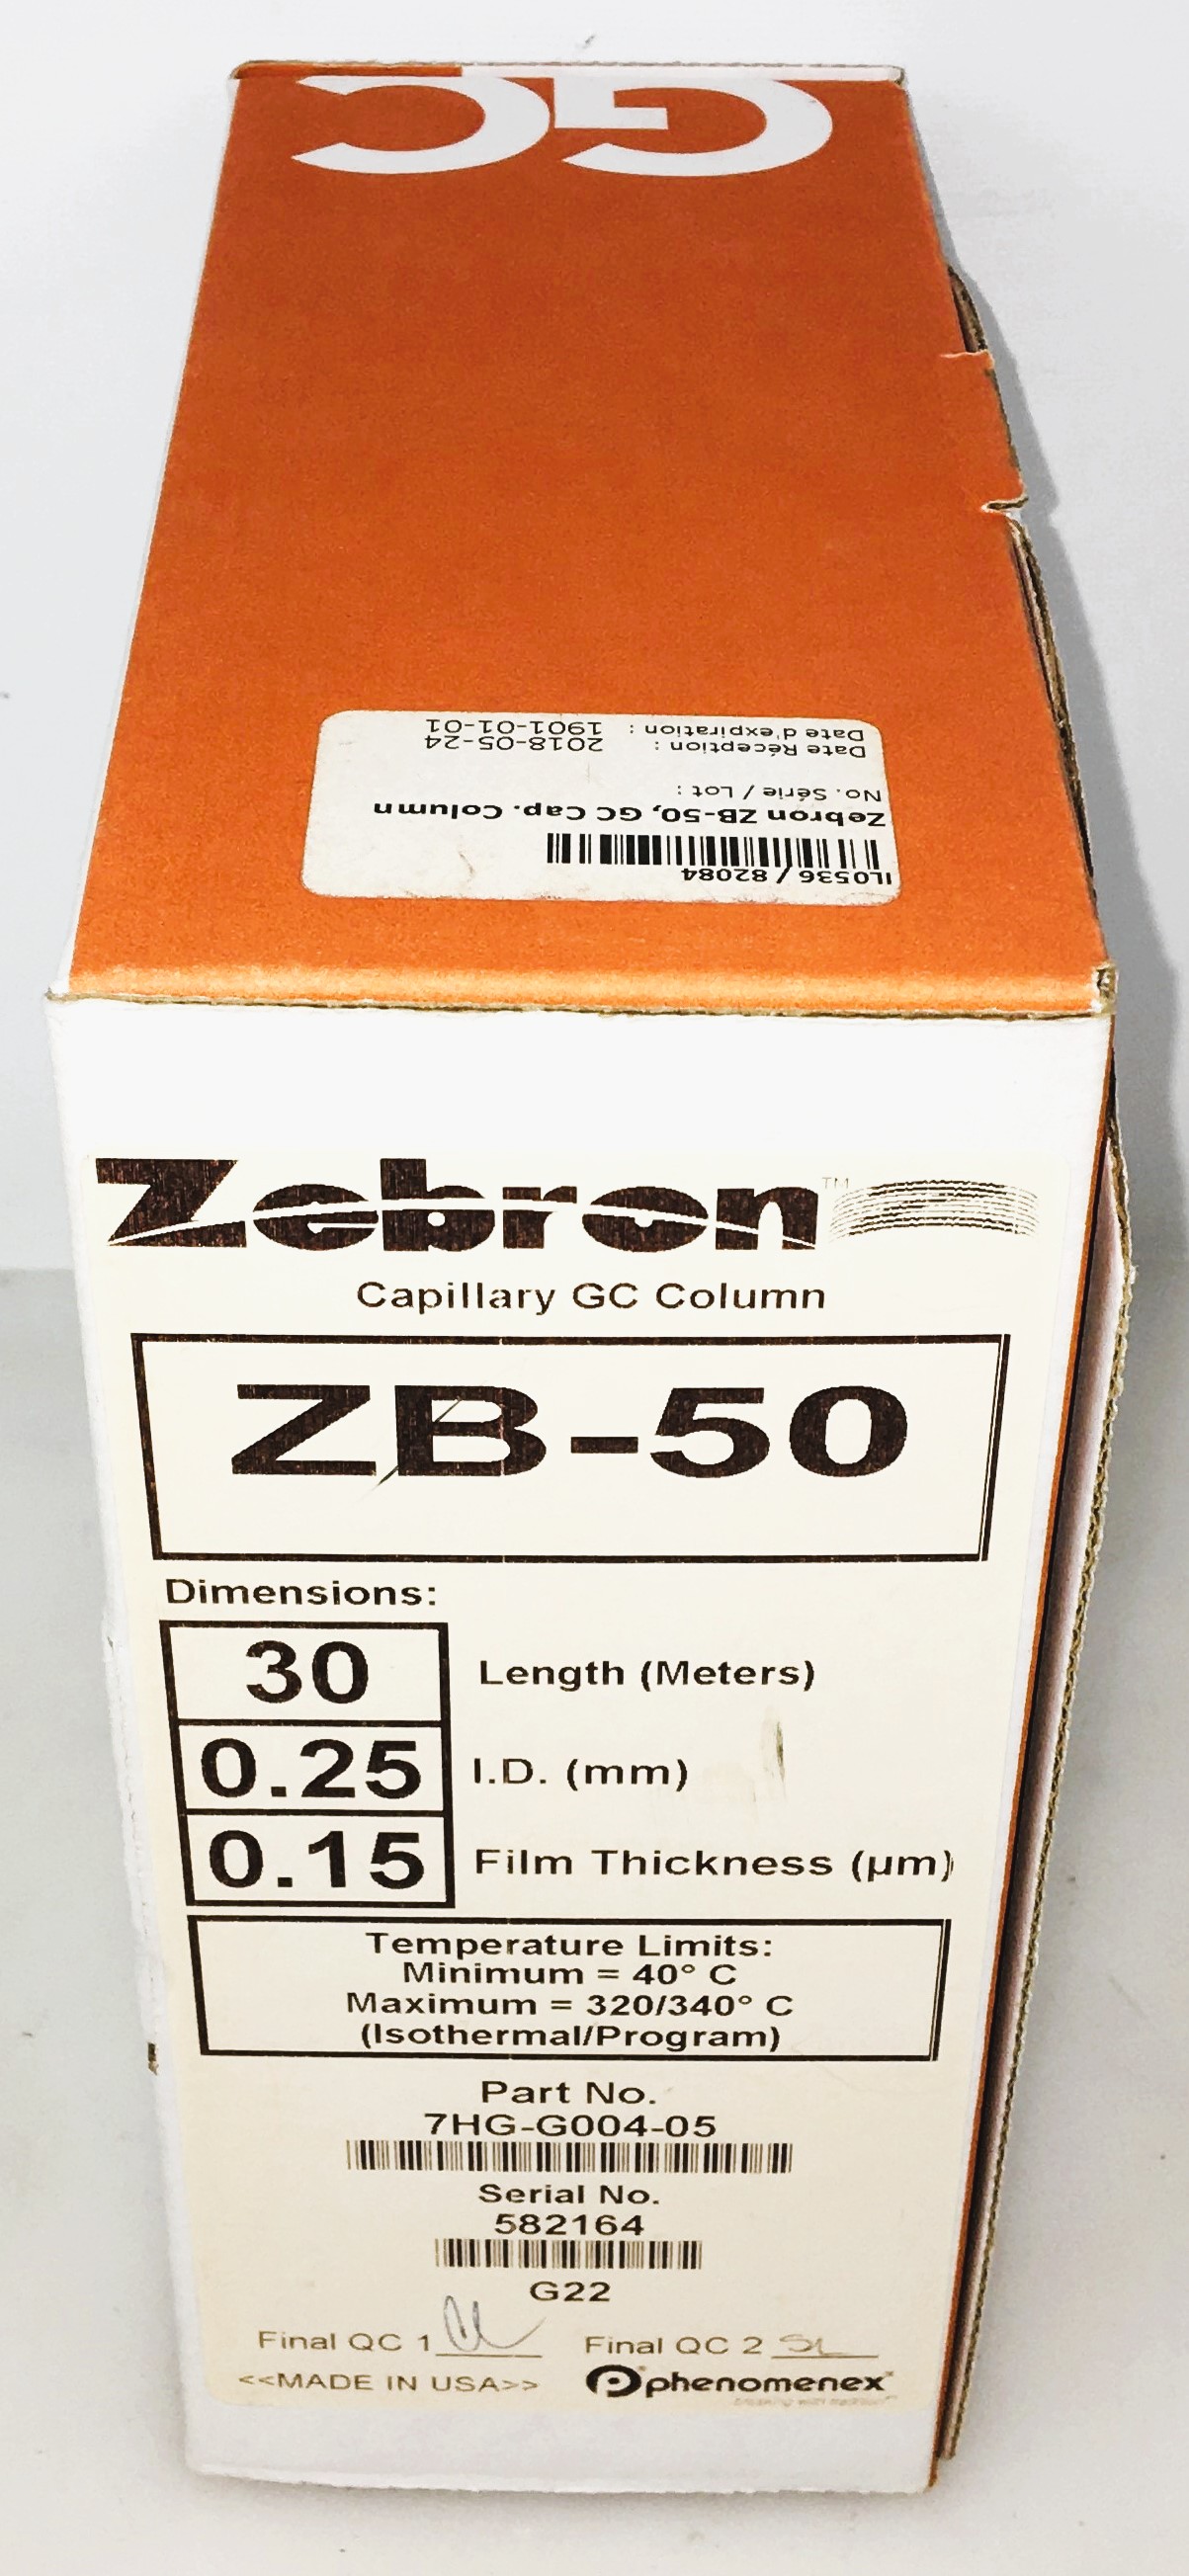 GC
IL0536 / 82084
Zebron ZB-50, GC Cap. Column
No. Série / Lot :
Date Réception : 2018-05-24
Date d'expiration : 1901-01-01
Zebron™
Capillary GC Column
ZB-50
Dimensions:
30 Length (Meters)
0.25 I.D. (mm)
0.15 Film Thickness (µm)
Temperature Limits:
Minimum = 40° C
Maximum = 320/340° C
(Isothermal/Program)
Part No.
7HG-G004-05
Serial No.
582164
G22
Final QC 1 Final QC 2 SL
<<MADE IN USA>> phenomenex®